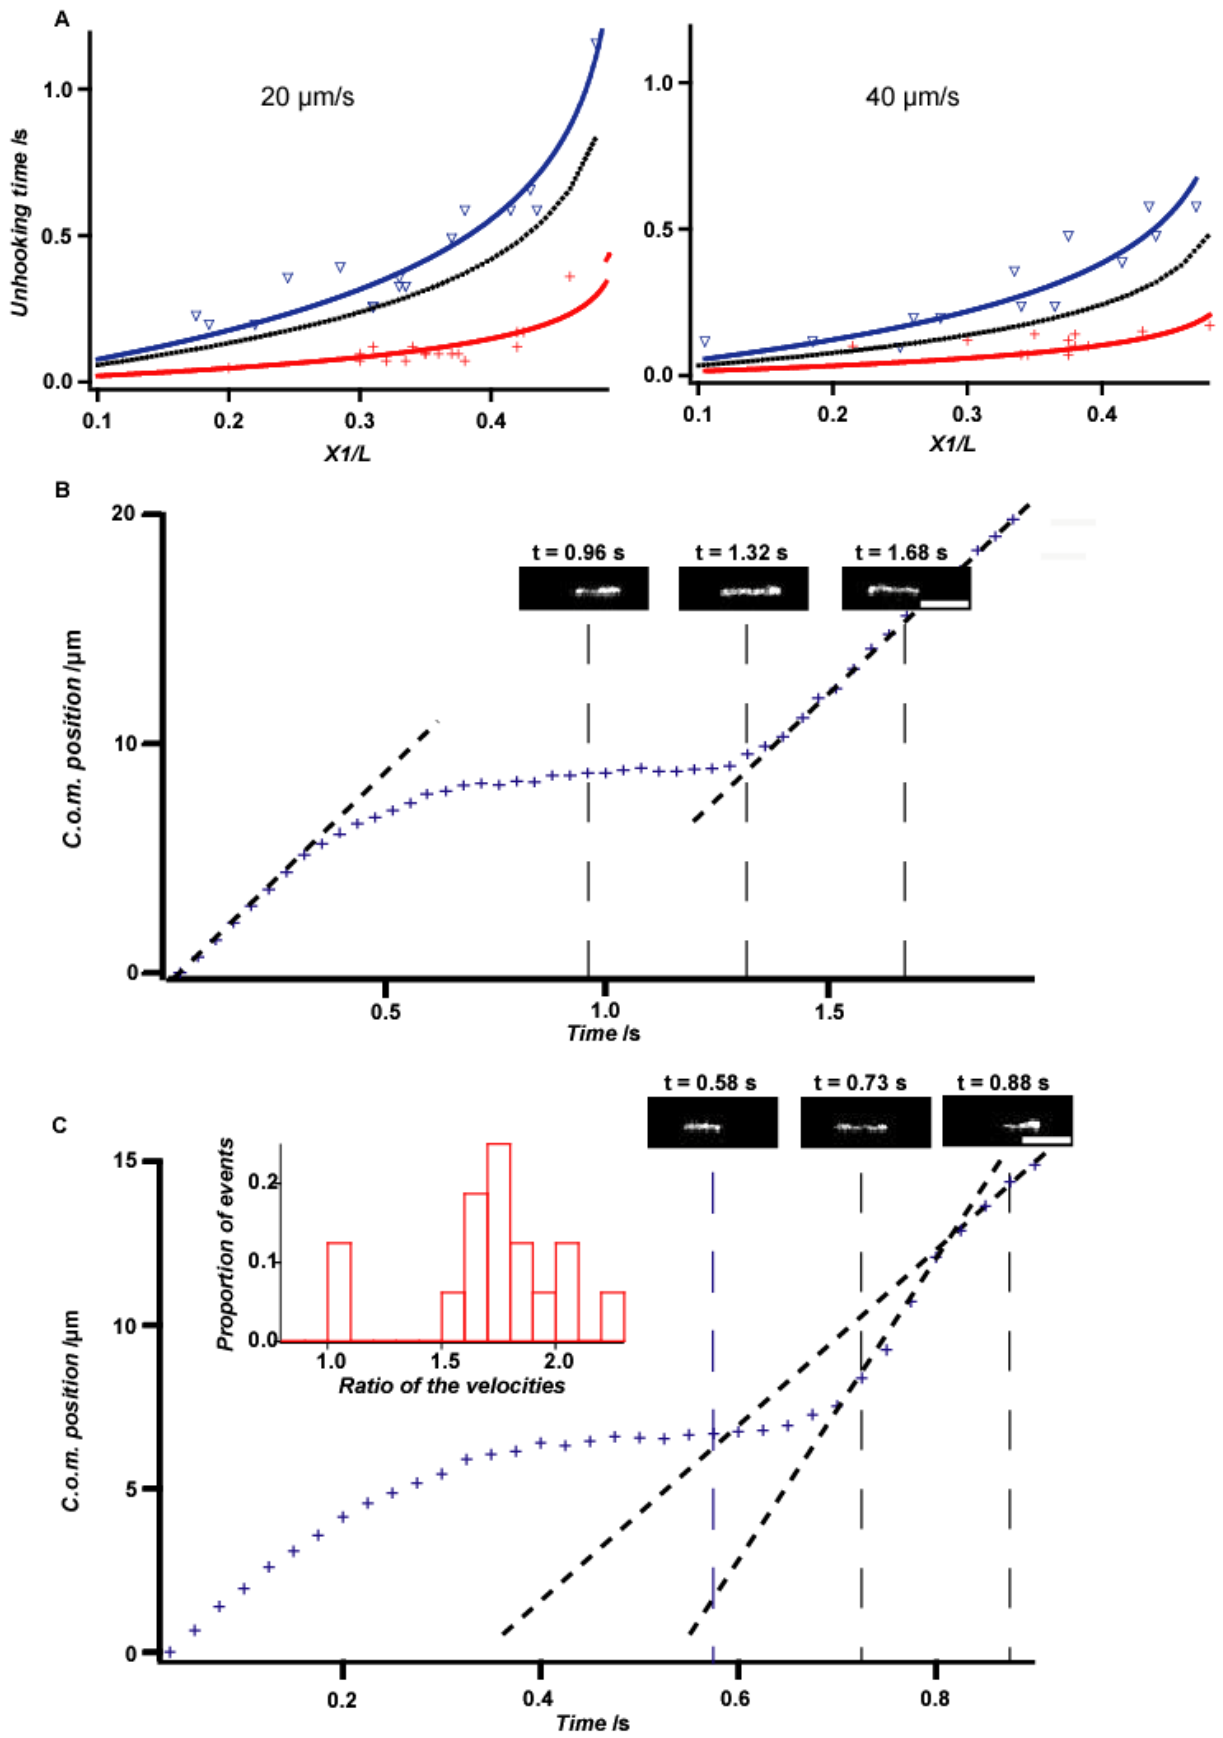 A
20 µm/s
40 µm/s
Unhooking time /s
1.0
0.5
0.0
0.1
0.2
0.3
0.4
X1/L
1.0
0.5
0.0
0.1
0.2
0.3
0.4
X1/L
B
20
10
0
C.o.m. position /µm
t = 0.96 s
t = 1.32 s
t = 1.68 s
0.5
1.0
1.5
Time /s
C
t = 0.58 s
t = 0.73 s
t = 0.88 s
15
10
5
0
C.o.m. position /µm
Proportion of events
0.2
0.1
0.0
1.0
1.5
2.0
Ratio of the velocities
0.2
0.4
0.6
0.8
Time /s